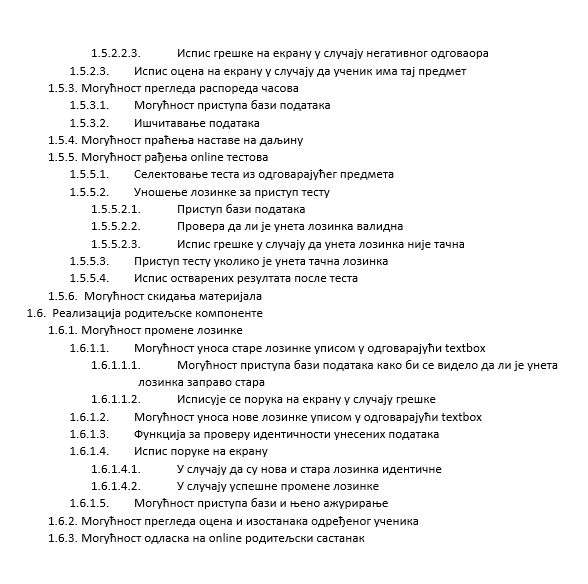 1.5.2.2.3. Испис грешке на екрану у случају негативног одговаора
1.5.2.3. Испис оцена на екрану у случају да ученик има тај предмет
1.5.3. Могућност прегледа распореда часова
1.5.3.1. Могућност приступа бази података
1.5.3.2. Ишчитавање података
1.5.4. Могућност праћења наставе на даљину
1.5.5. Могућност рађења online тестова
1.5.5.1. Селектовање теста из одговарајућег предмета
1.5.5.2. Уношење лозинке за приступ тесту
1.5.5.2.1. Приступ бази података
1.5.5.2.2. Провера да ли је унета лозинка валидна
1.5.5.2.3. Испис грешке у случају да унета лозинка није тачна
1.5.5.3. Приступ тесту уколико је унета тачна лозинка
1.5.5.4. Испис остварених резултата после теста
1.5.6. Могућност скидања материјала
1.6. Реализација родитељске компоненте
1.6.1. Могућност промене лозинке
1.6.1.1. Могућност уноса старе лозинке уписом у одговарајући textbox
1.6.1.1.1. Могућност приступа бази података како би се видело да ли је унета
лозинка заправо стара
1.6.1.1.2. Исписује се порука на екрану у случају грешке
1.6.1.2. Могућност уноса нове лозинке уписом у одговарајући textbox
1.6.1.3. Функција за проверу идентичности унесених података
1.6.1.4. Испис поруке на екрану
1.6.1.4.1. У случају да су нова и стара лозинка идентичне
1.6.1.4.2. У случају успешне промене лозинке
1.6.1.5. Могућност приступа бази и њено ажурирање
1.6.2. Могућност прегледа оцена и изостанака одређеног ученика
1.6.3. Могућност одласка на online родитељски састанак